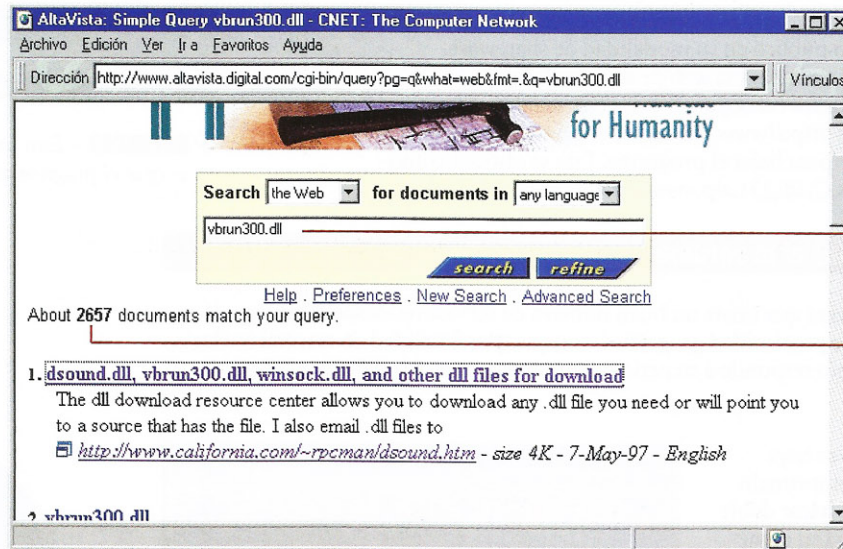 AltaVista: Simple Query vbrun300.dll - CNET: The Computer Network
Archivo Edición Ver Ir a Favoritos Ayuda
Dirección http://www.altavista.digital.com/cgi-bin/query?pg=q&what=web&fmt=.&q=vbrun300.dll Vínculos
for Humanity
Search the Web for documents in any language
vbrun300.dll
search refine
Help . Preferences . New Search . Advanced Search
About 2657 documents match your query.
1. dsound.dll, vbrun300.dll, winsock.dll, and other dll files for download
The dll download resource center allows you to download any .dll file you need or will point you
to a source that has the file. I also email .dll files to
http://www.california.com/~rpcman/dsound.htm - size 4K - 7-May-97 - English
2. vbrun300.dll